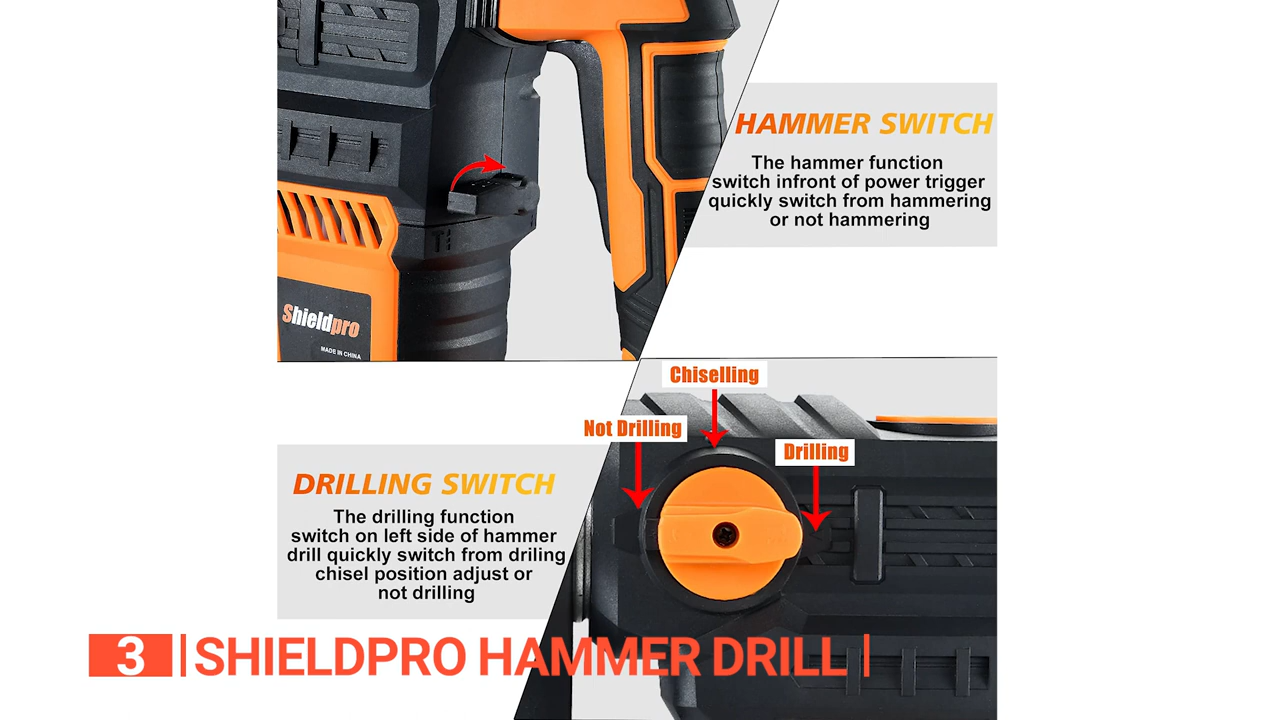 HAMMER SWITCH
The hammer function
switch infront of power trigger
quickly switch from hammering
or not hammering
Shieldpro
MADE IN CHINA
Chiselling
Not Drilling
Drilling
DRILLING SWITCH
The drilling function
switch on left side of hammer
drill quickly switch from driling
chisel position adjust or
not drilling
3 SHIELDPRO HAMMER DRILL